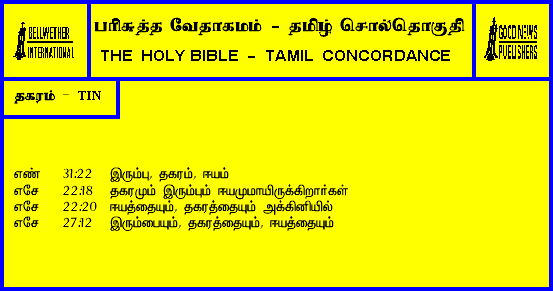 BELLWETHER
INTERNATIONAL
பரிசுத்த வேதாகமம் - தமிழ் சொல்தொகுதி
THE HOLY BIBLE - TAMIL CONCORDANCE
GOOD NEWS
PUBLISHERS
தகரம் - TIN
எண் 31:22 இரும்பு, தகரம், ஈயம்
எசே 22:18 தகரமும் இரும்பும் ஈயமுமாயிருக்கிறார்கள்
எசே 22:20 ஈயத்தையும், தகரத்தையும் அக்கினியில்
எசே 27:12 இரும்பையும், தகரத்தையும், ஈயத்தையும்